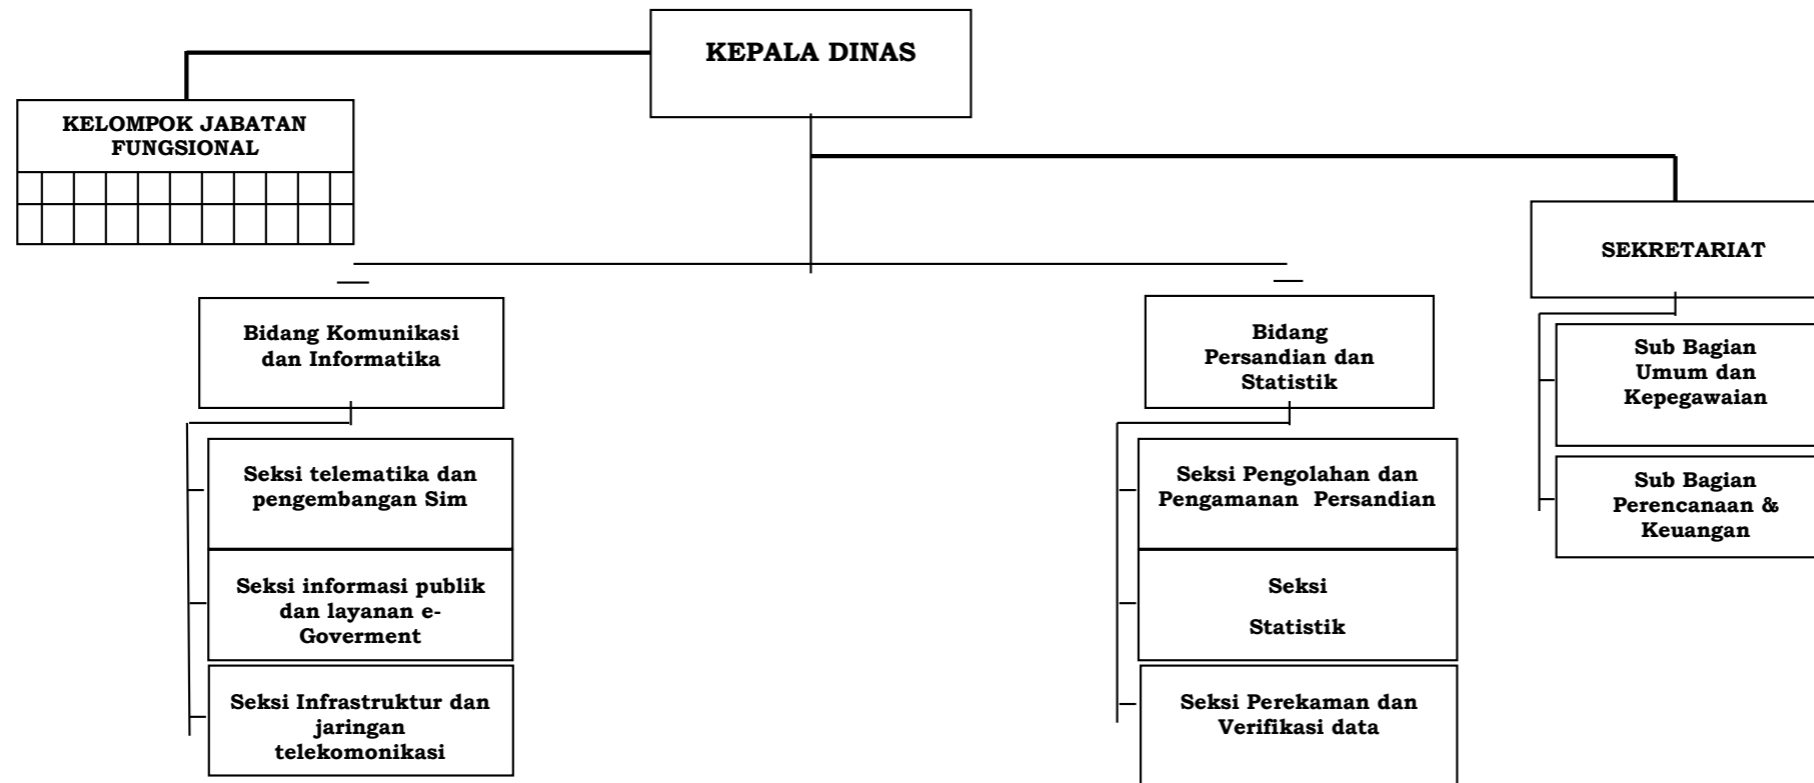 KEPALA DINAS
KELOMPOK JABATAN
FUNGSIONAL
SEKRETARIAT
Bidang Komunikasi
dan Informatika
Seksi telematika dan
pengembangan Sim
Seksi informasi publik
dan layanan e-
Goverment
Seksi Infrastruktur dan
jaringan
telekomonikasi
Bidang
Persandian dan
Statistik
Seksi Pengolahan dan
Pengamanan  Persandian
Seksi
Statistik
Seksi Perekaman dan
Verifikasi data
Sub Bagian
Umum dan
Kepegawaian
Sub Bagian
Perencanaan &
Keuangan